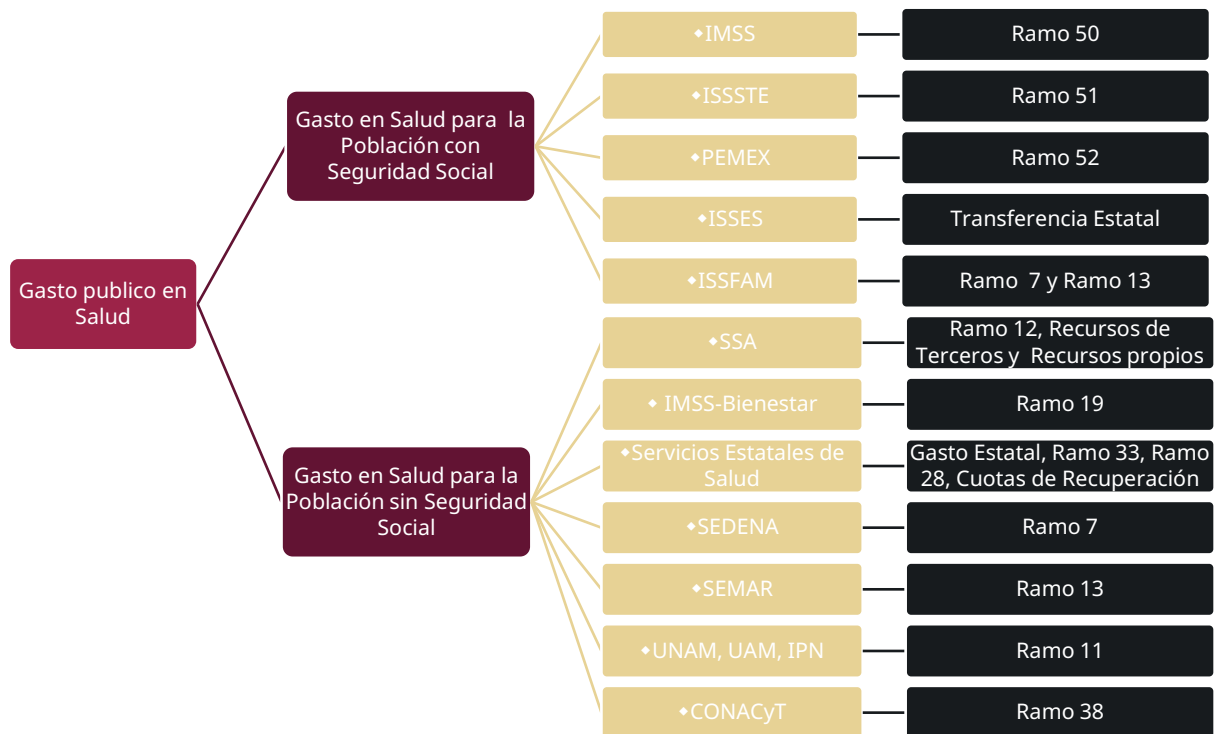 Gasto publico en
Salud
Gasto en Salud para  la
Población con
Seguridad Social
◆IMSS
Ramo 50
◆ISSSTE
Ramo 51
◆PEMEX
Ramo 52
◆ISSES
Transferencia Estatal
◆ISSFAM
Ramo  7 y Ramo 13
Gasto en Salud para la
Población sin Seguridad
Social
◆SSA
Ramo 12, Recursos de
Terceros y  Recursos propios
◆ IMSS-Bienestar
Ramo 19
◆Servicios Estatales de
Salud
Gasto Estatal, Ramo 33, Ramo
28, Cuotas de Recuperación
◆SEDENA
Ramo 7
◆SEMAR
Ramo 13
◆UNAM, UAM, IPN
Ramo 11
◆CONACyT
Ramo 38